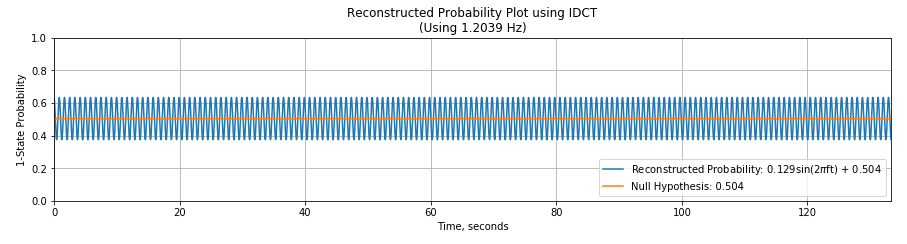 Reconstructed Probability Plot using IDCT
(Using 1.2039 Hz)
1-State Probability
1.0
0.8
0.6
0.4
0.2
0.0
Reconstructed Probability: 0.129sin(2πft) + 0.504
Null Hypothesis: 0.504
0 20 40 60 80 100 120
Time, seconds